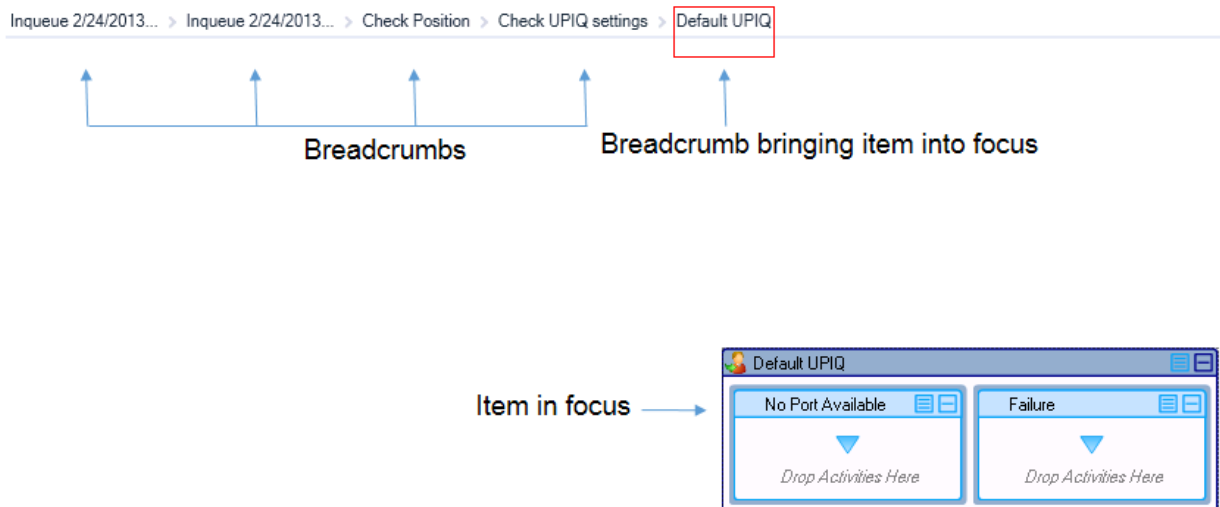 Inqueue 2/24/2013... > Inqueue 2/24/2013... > Check Position > Check UPIQ settings > Default UPIQ
Breadcrumbs
Breadcrumb bringing item into focus
Default UPIQ
Item in focus
No Port Available
Failure
Drop Activities Here
Drop Activities Here